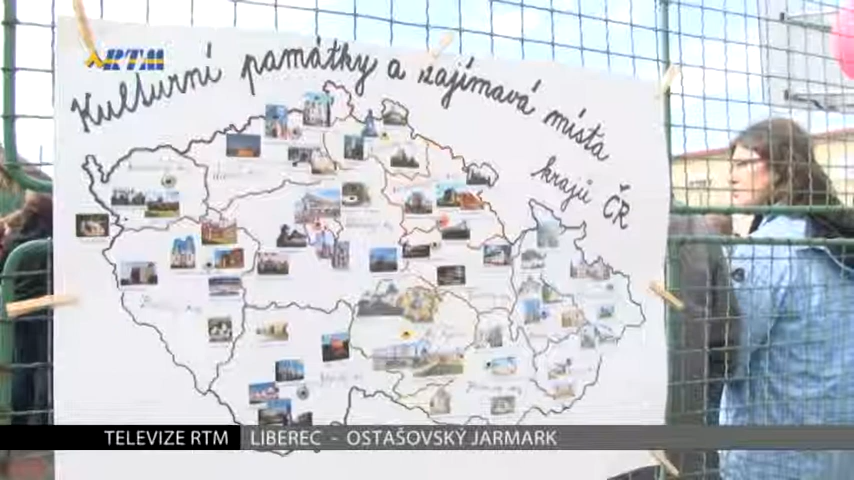 RTM
Kulturní památky a zajímavá místa
krajů ČR
TELEVIZE RTM LIBEREC - OSTAŠOVSKÝ JARMARK